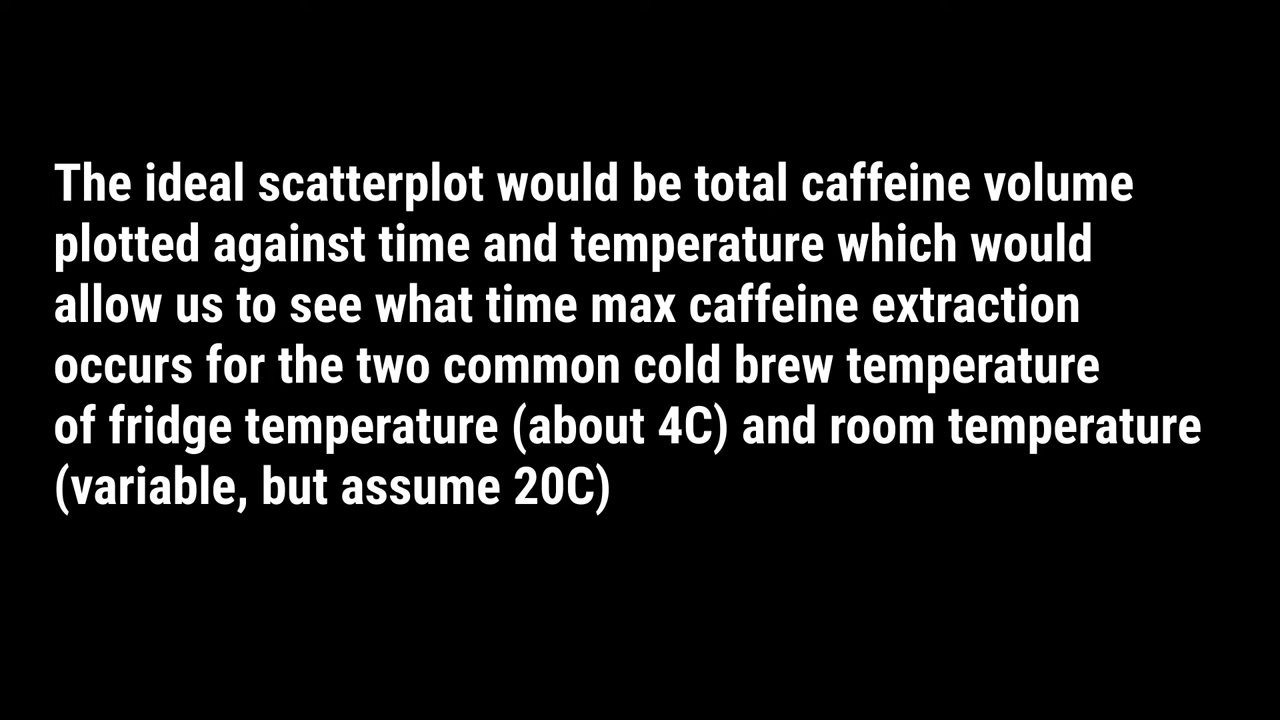 The ideal scatterplot would be total caffeine volume
plotted against time and temperature which would
allow us to see what time max caffeine extraction
occurs for the two common cold brew temperature
of fridge temperature (about 4C) and room temperature
(variable, but assume 20C)